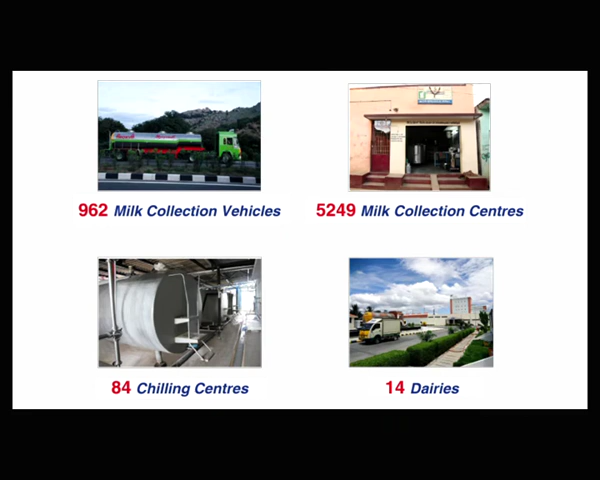 962 Milk Collection Vehicles
5249 Milk Collection Centres
84 Chilling Centres
14 Dairies